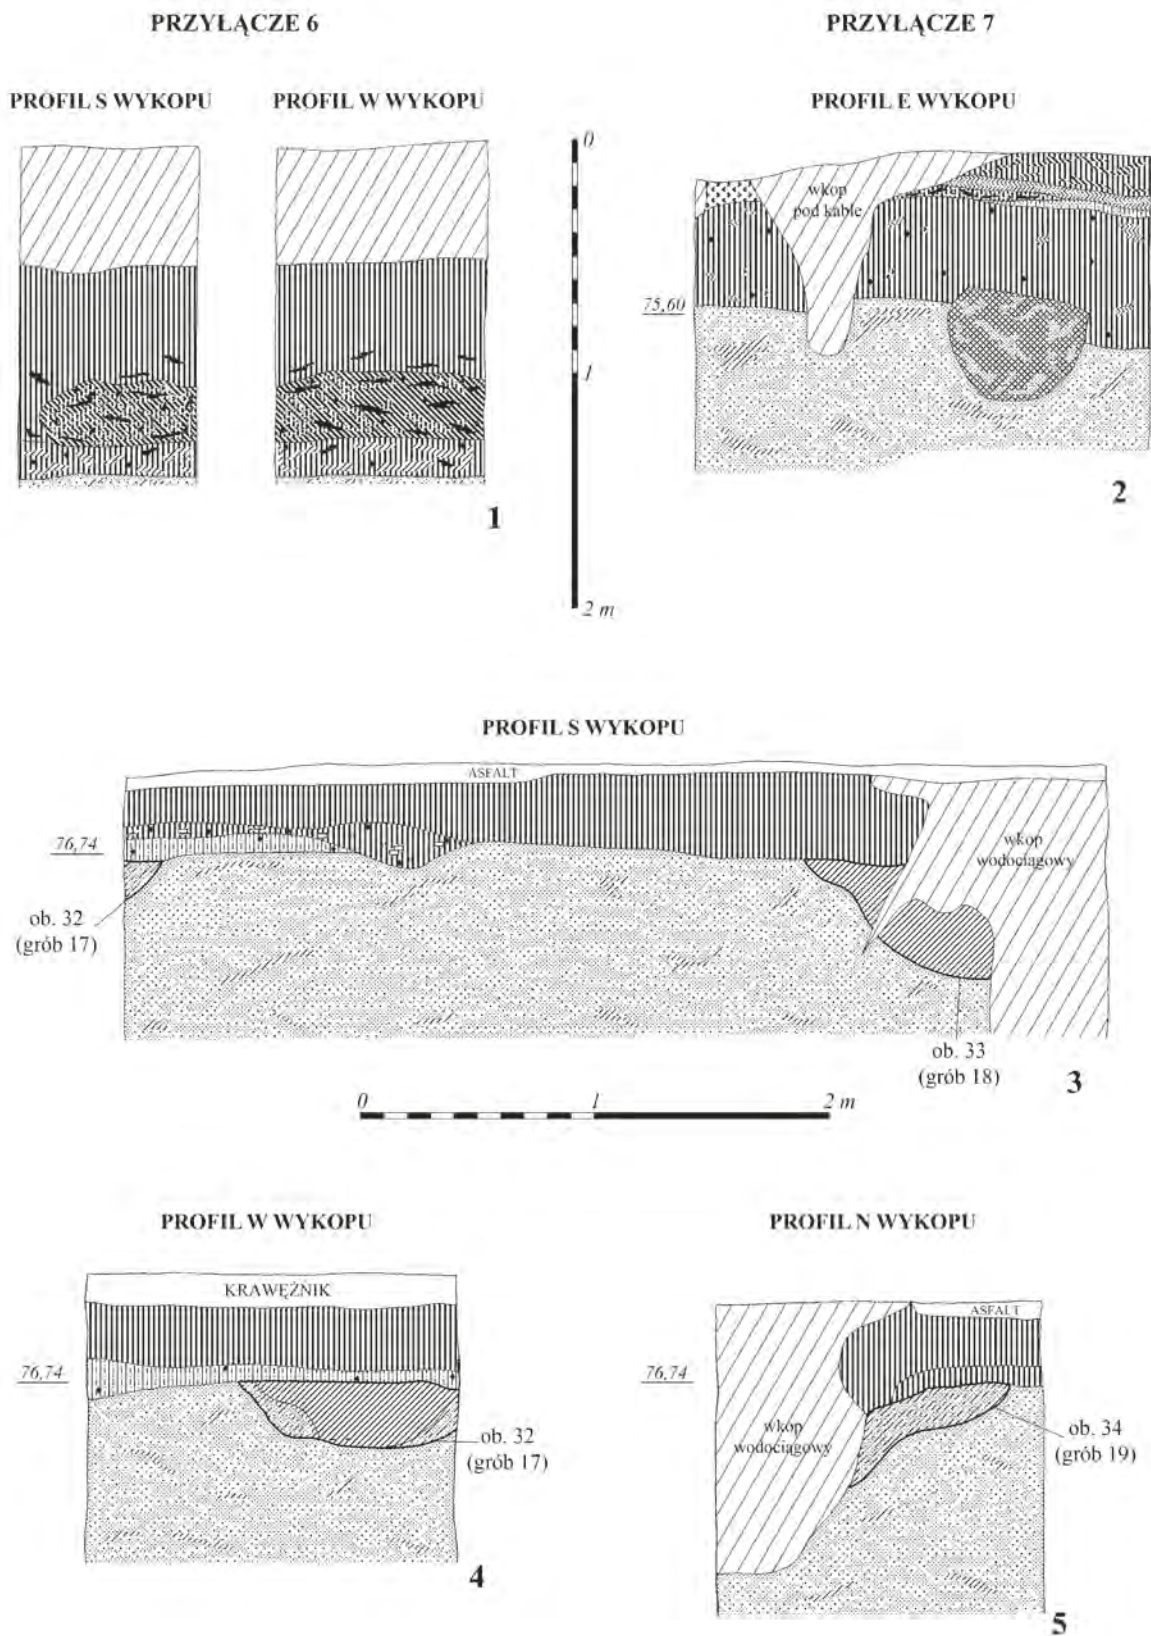 PRZYŁĄCZE 6
PRZYŁĄCZE 7
PROFIL S WYKOPU
PROFIL W WYKOPU
PROFIL E WYKOPU
0
1
2 m
wkop
pod kable
75,60
1
2
PROFIL S WYKOPU
ASFALT
76,74
wkop
wodociągowy
ob. 32
(grób 17)
ob. 33
(grób 18)
3
0
1
2 m
PROFIL W WYKOPU
PROFIL N WYKOPU
KRAWĘŻNIK
76,74
ob. 32
(grób 17)
4
ASFALT
76,74
wkop
wodociągowy
ob. 34
(grób 19)
5